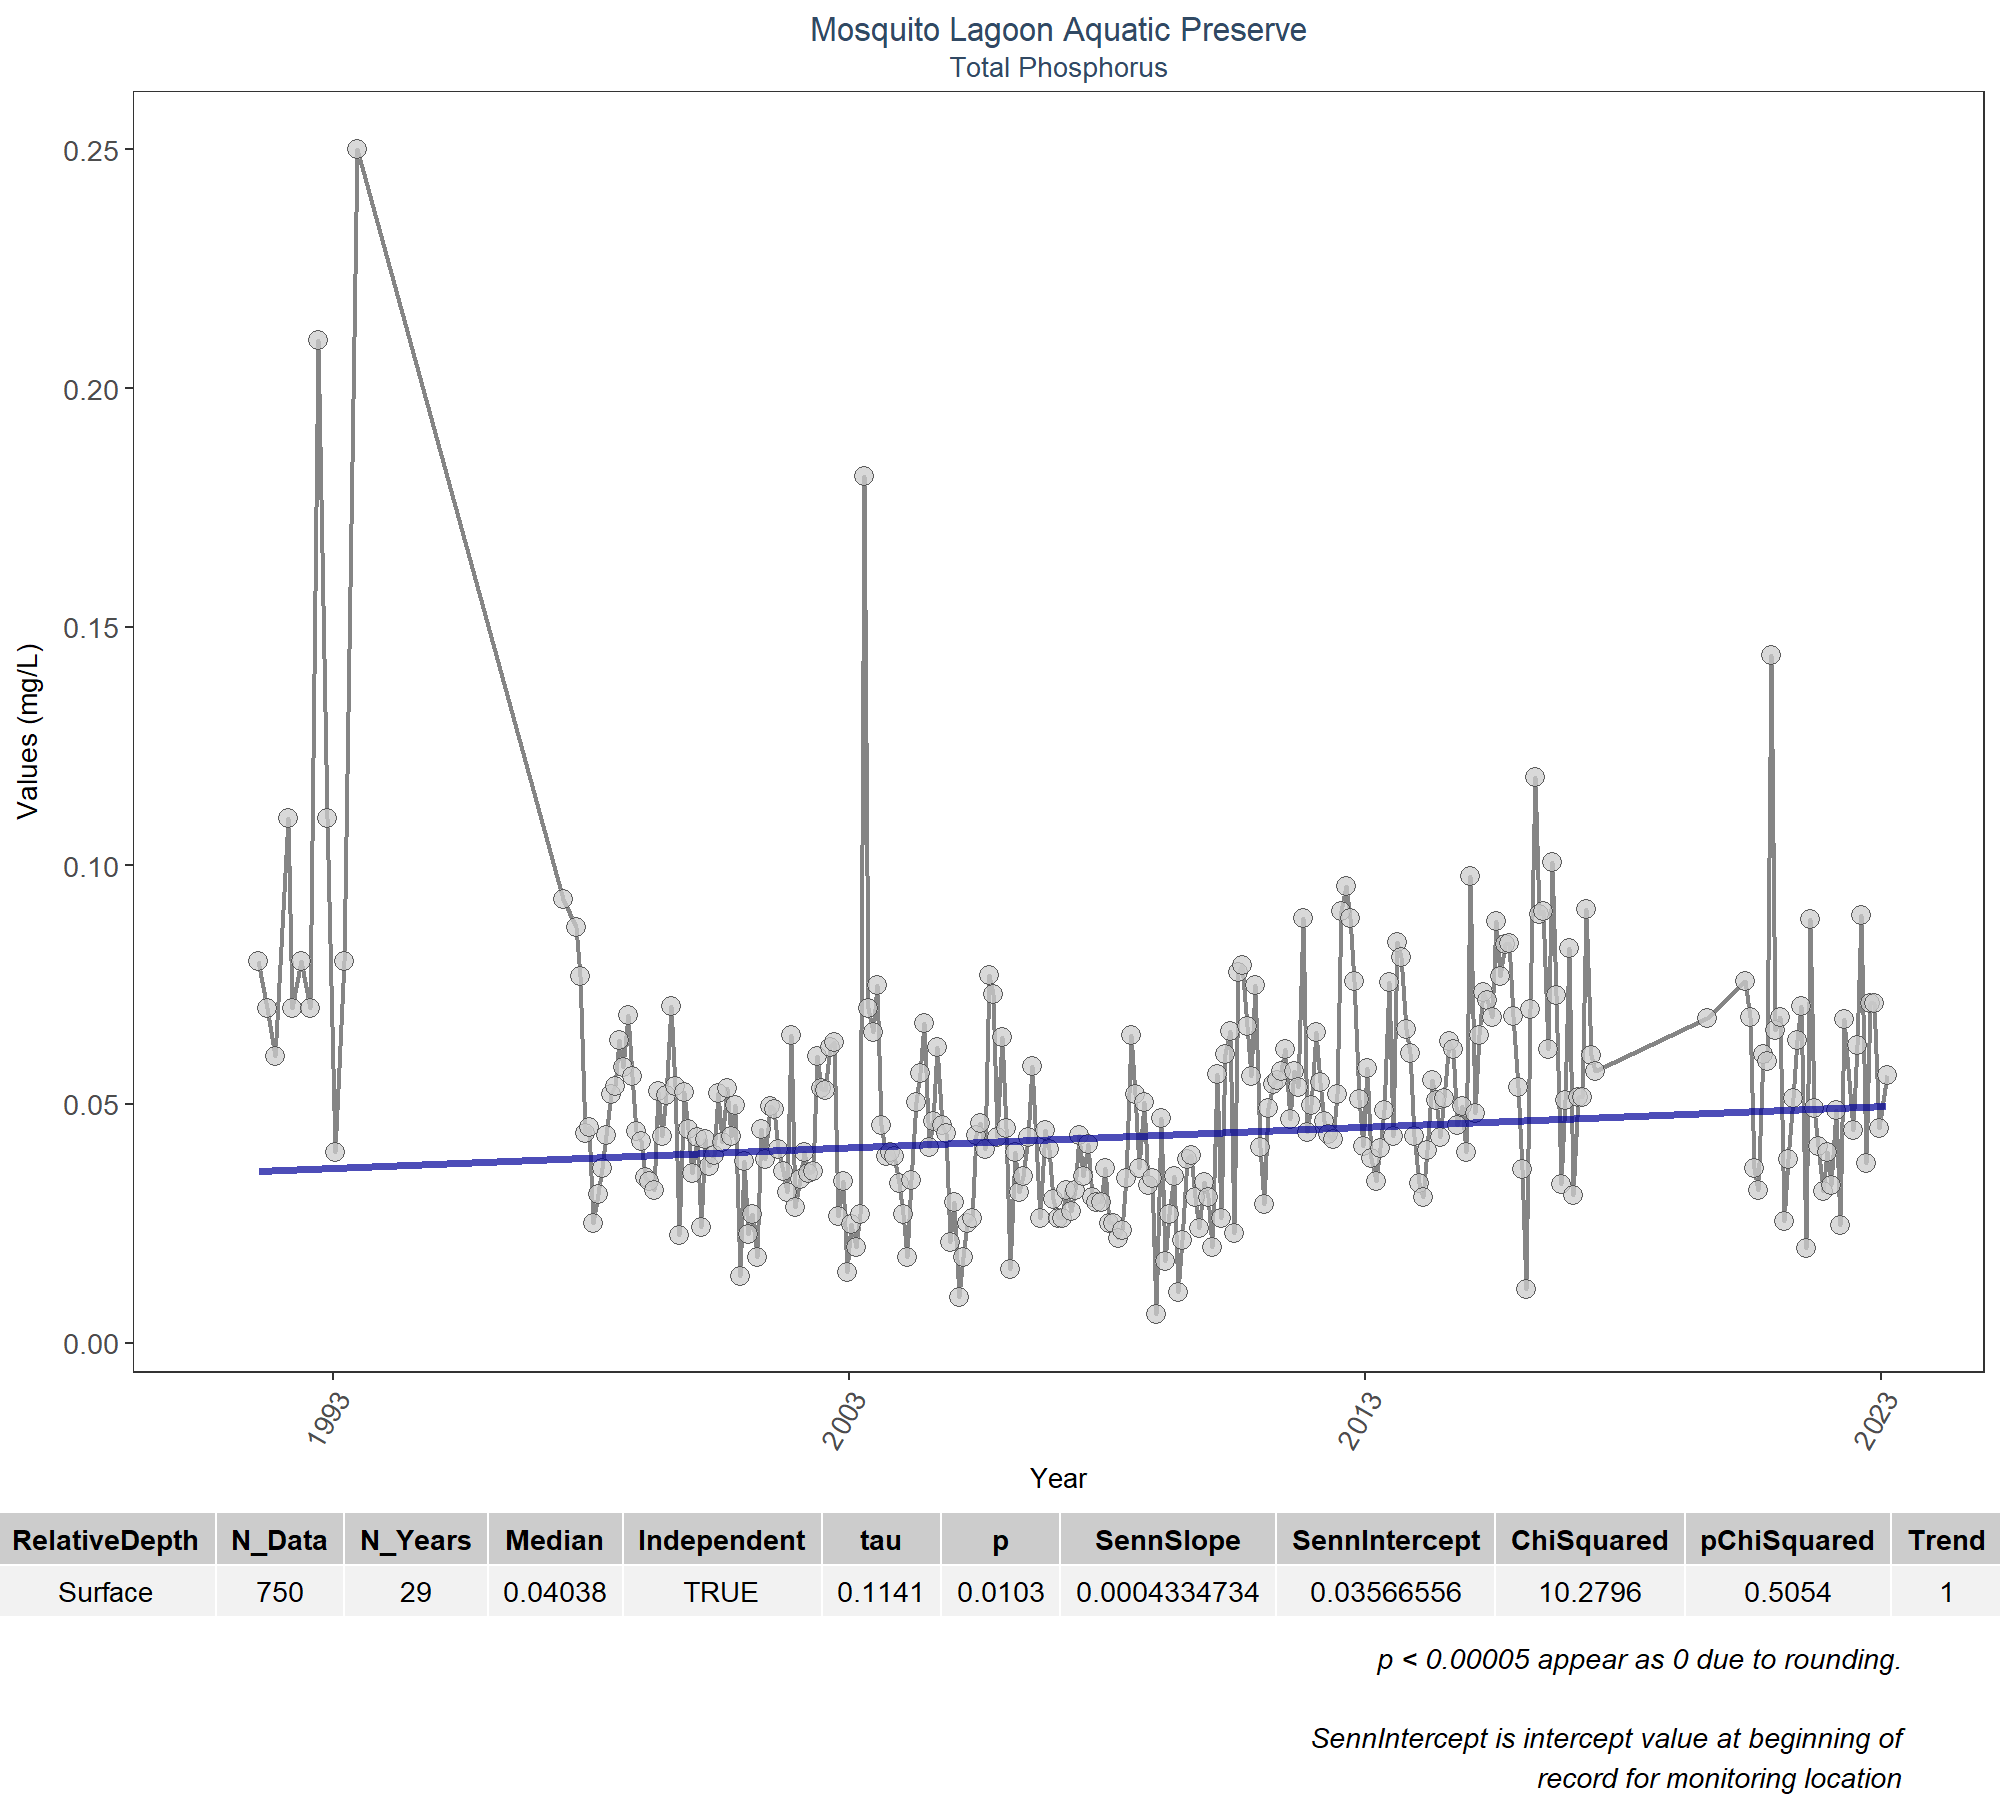 Mosquito Lagoon Aquatic Preserve
Total Phosphorus
0.25
0.20
0.15
0.10
0.05
0.00
Values (mg/L)
1993 2003 2013 2023
Year
RelativeDepth N_Data N_Years Median Independent tau p SennSlope SennIntercept ChiSquared pChiSquared Trend
Surface 750 29 0.04038 TRUE 0.1141 0.0103 0.0004334734 0.03566556 10.2796 0.5054 1
p < 0.00005 appear as 0 due to rounding.
SennIntercept is intercept value at beginning of
record for monitoring location